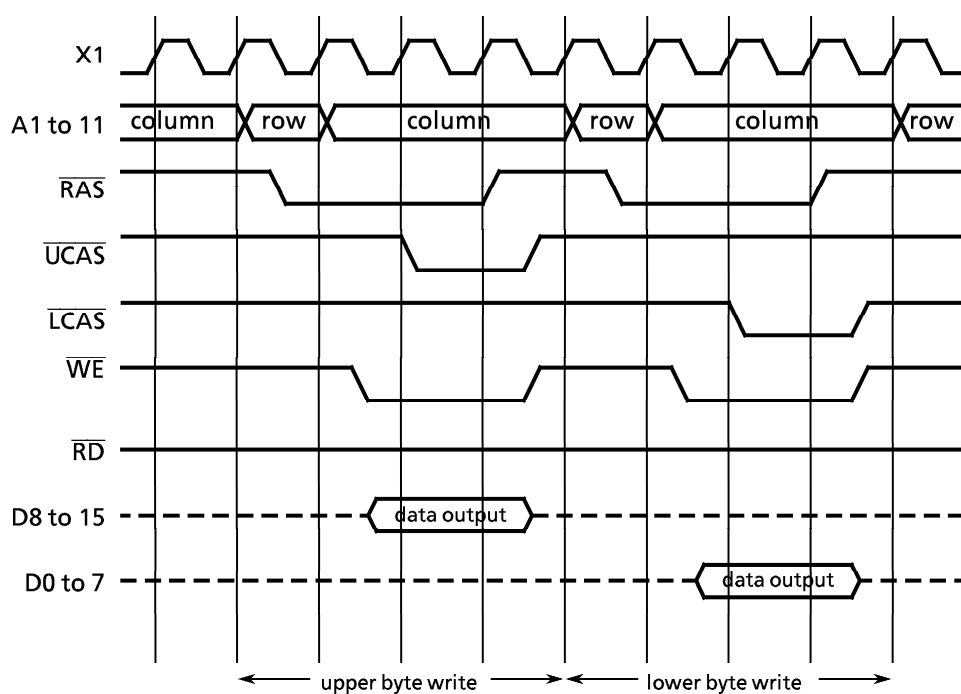 X1
A1 to 11 column row column row column row
RAS
UCAS
LCAS
WE
RD
D8 to 15 data output
D0 to 7 data output
upper byte write lower byte write